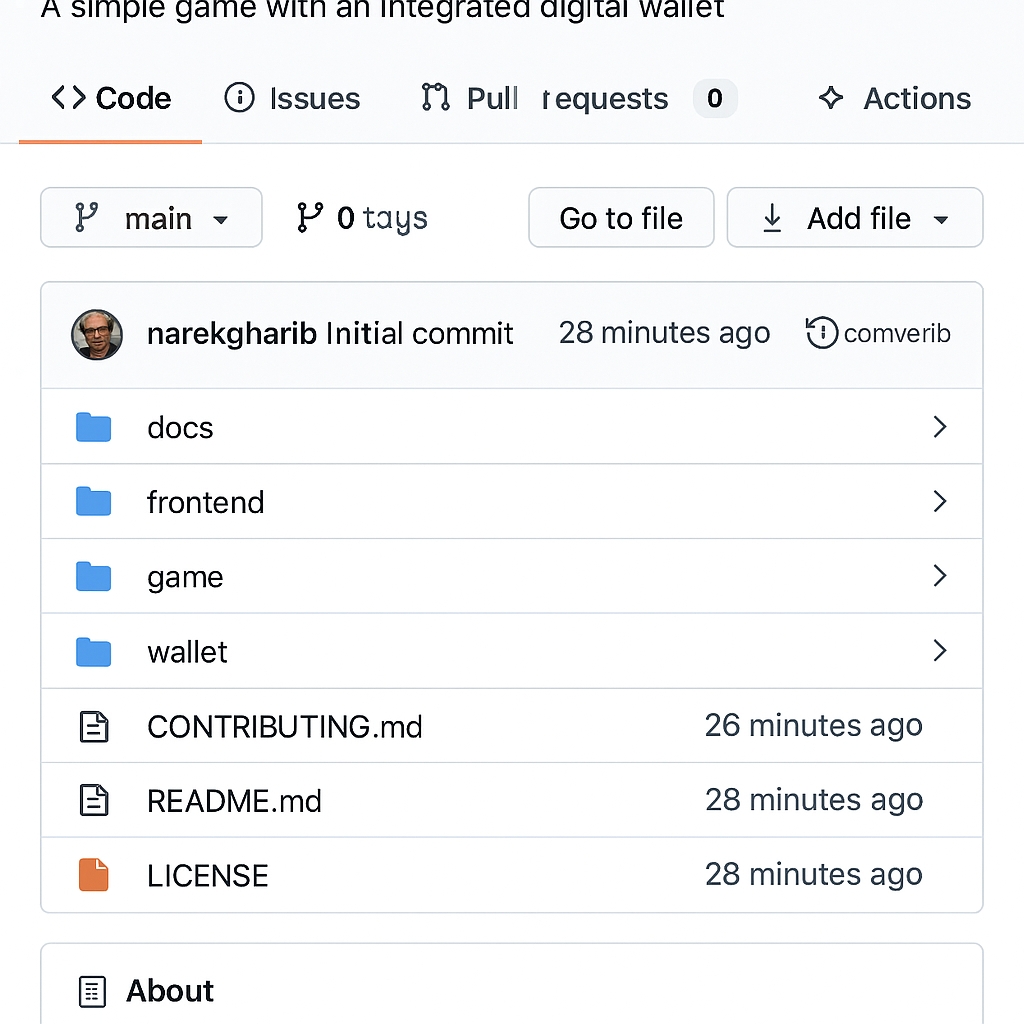 A simple game with an integrated digital wallet
Code Issues Pull requests 0 Actions
main 0 tays Go to file Add file
narekgharib Initial commit 28 minutes ago comverib
docs
frontend
game
wallet
CONTRIBUTING.md 26 minutes ago
README.md 28 minutes ago
LICENSE 28 minutes ago
About